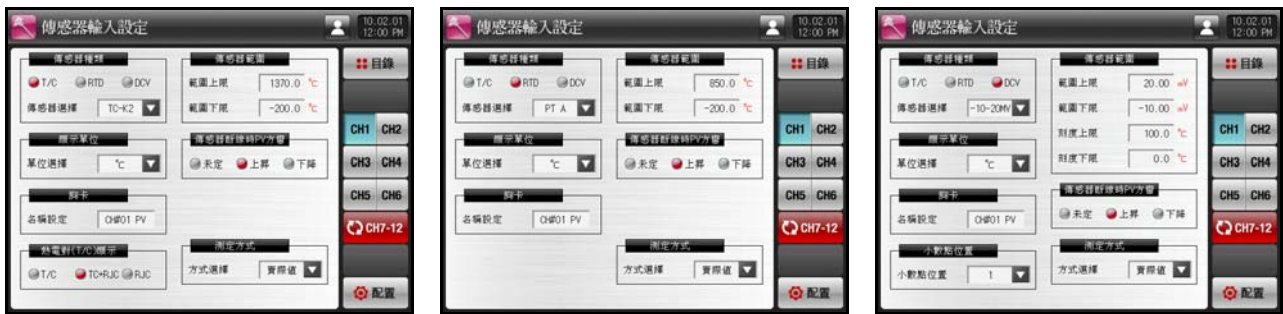 傳感器輸入設定
10.02.01
12:00 PM
傳感器種類
T/C RTD DCV
傳感器選擇 TC-K2
傳感器範圍
範圍上限 1370.0 ℃
範圍下限 -200.0 ℃
顯示單位
單位選擇 ℃
傳感器斷線時PV方向
未定 上昇 下降
名稱設定 CH#01 PV
熱電對(T/C)顯示
T/C TC+RJC RJC
測定方式
方式選擇 實際值
目錄
CH1 CH2
CH3 CH4
CH5 CH6
CH7-12
配置
傳感器輸入設定
10.02.01
12:00 PM
傳感器種類
T/C RTD DCV
傳感器選擇 PT A
傳感器範圍
範圍上限 850.0 ℃
範圍下限 -200.0 ℃
顯示單位
單位選擇 ℃
傳感器斷線時PV方向
未定 上昇 下降
名稱設定 CH#01 PV
測定方式
方式選擇 實際值
目錄
CH1 CH2
CH3 CH4
CH5 CH6
CH7-12
配置
傳感器輸入設定
10.02.01
12:00 PM
傳感器種類
T/C RTD DCV
傳感器選擇 -10~20MV
傳感器範圍
範圍上限 20.00 mV
範圍下限 -10.00 mV
刻度上限 100.0 ℃
刻度下限 0.0 ℃
顯示單位
單位選擇 ℃
傳感器斷線時PV方向
未定 上昇 下降
名稱設定 CH#01 PV
小數點位置
小數點位置 1
測定方式
方式選擇 實際值
目錄
CH1 CH2
CH3 CH4
CH5 CH6
CH7-12
配置